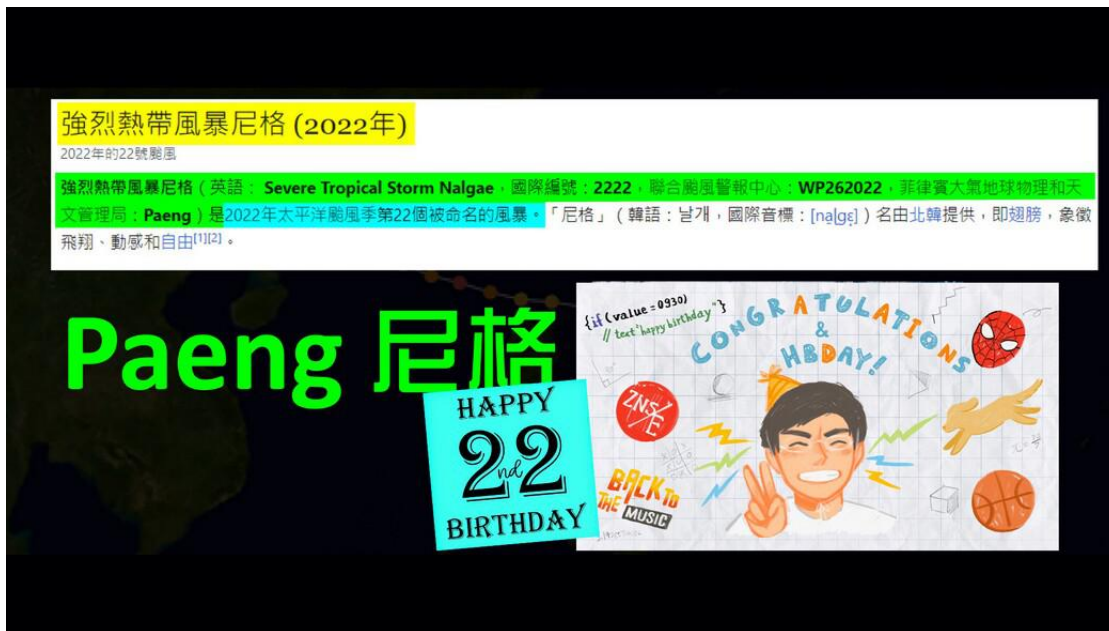 強烈熱帶風暴尼格 (2022年)
2022年的22號颱風
強烈熱帶風暴尼格（英語： Severe Tropical Storm Nalgae，國際編號：2222，聯合颱風警報中心：WP262022，菲律賓大氣地球物理和天
文管理局：Paeng）是2022年太平洋颱風季第22個被命名的風暴。「尼格」（韓語：날개，國際音標：[na̠ɭɡɛ̝]）名由北韓提供，即翅膀，象徵
飛翔、動感和自由[1][2]。
Paeng 尼格
HAPPY
22nd
BIRTHDAY
{if (value = 0930)
// text "happy birthday"}
CONGRATULATIONS
&
HBDAY!
ZNS/E
BACK TO
THE MUSIC